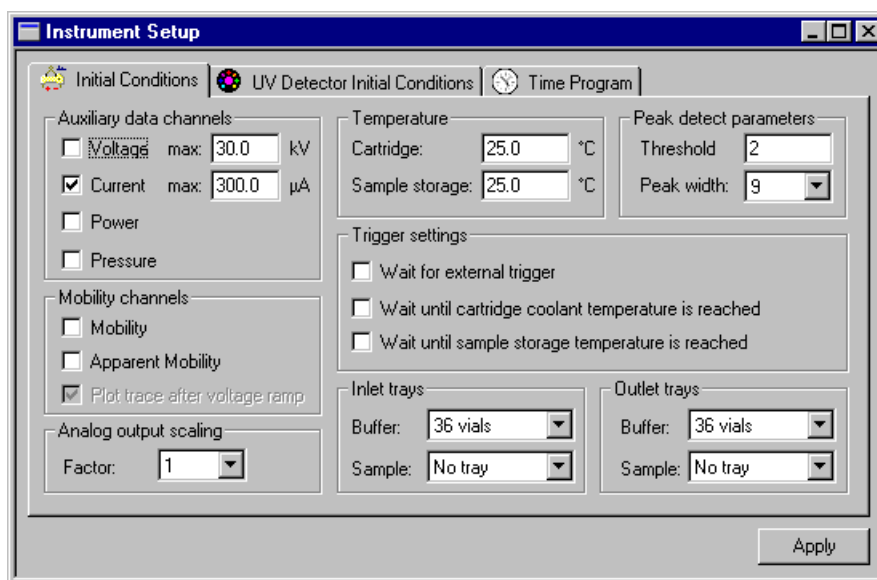 Instrument Setup
Initial Conditions
UV Detector Initial Conditions
Time Program
Auxiliary data channels
Voltage max: 30.0 kV
Current max: 300.0 µA
Power
Pressure
Mobility channels
Mobility
Apparent Mobility
Plot trace after voltage ramp
Analog output scaling
Factor: 1
Temperature
Cartridge: 25.0 °C
Sample storage: 25.0 °C
Peak detect parameters
Threshold 2
Peak width: 9
Trigger settings
Wait for external trigger
Wait until cartridge coolant temperature is reached
Wait until sample storage temperature is reached
Inlet trays
Buffer: 36 vials
Sample: No tray
Outlet trays
Buffer: 36 vials
Sample: No tray
Apply